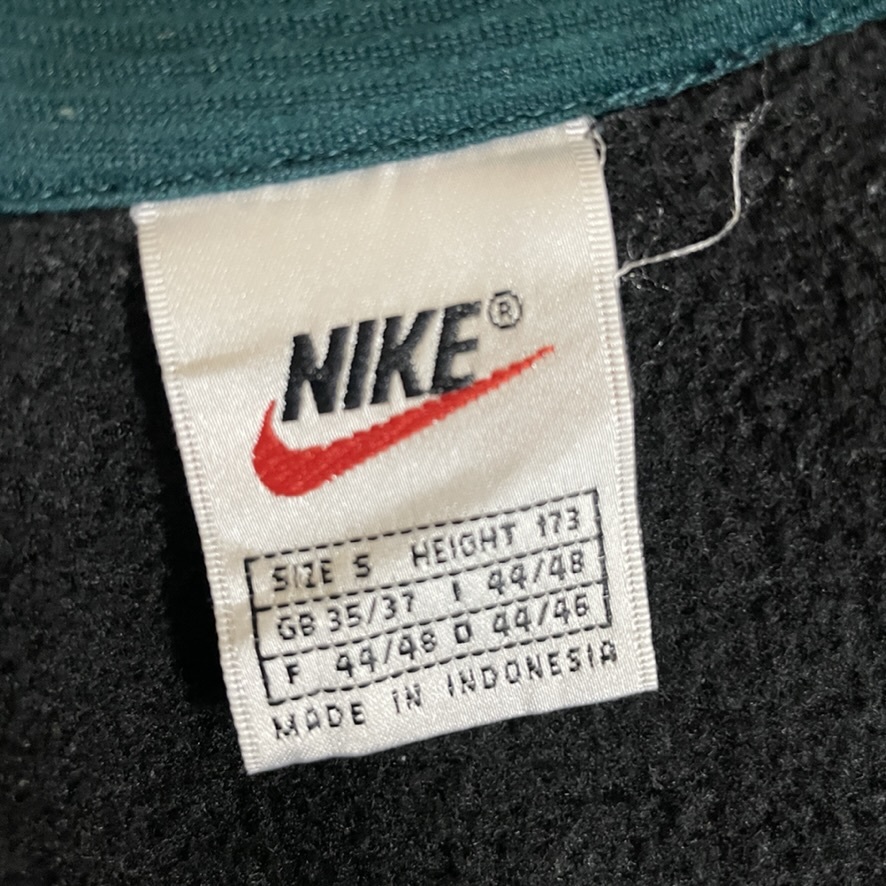 NIKE®
SIZE S HEIGHT 173
GB 35/37 I 44/48
F 44/48 D 44/46
MADE IN INDONESIA